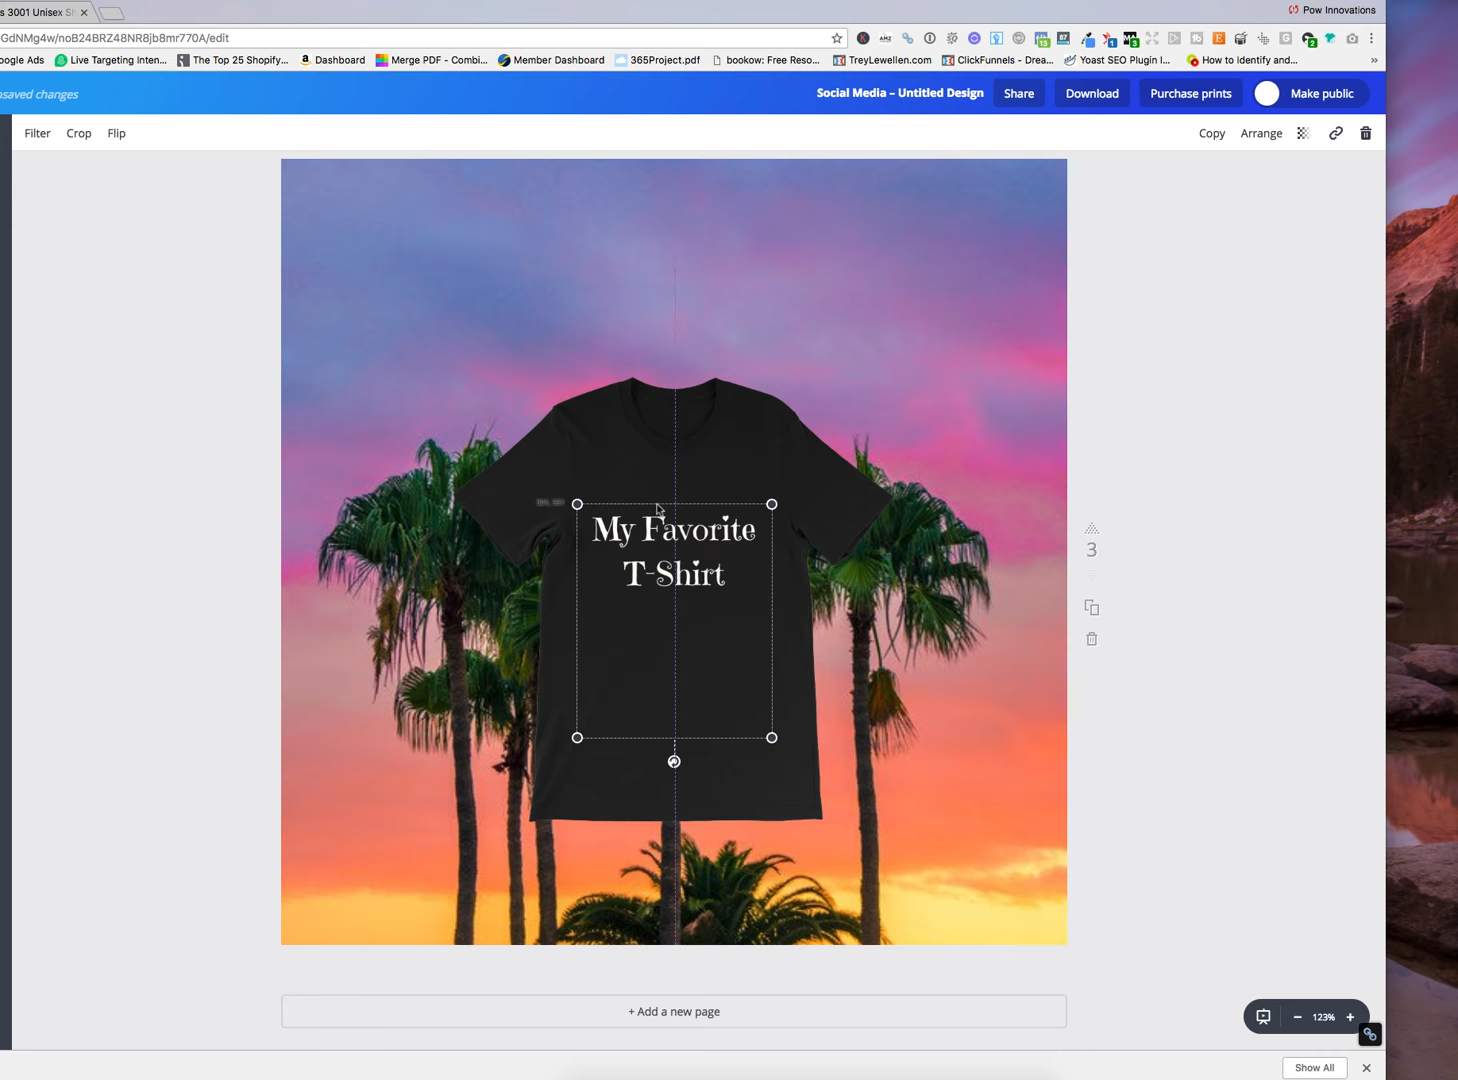 s 3001 Unisex Sh
Pow Innovations
GdNMg4w/noB24BRZ48NR8jb8mr770A/edit
oogle Ads
Live Targeting Inten...
The Top 25 Shopify...
Dashboard
Merge PDF - Combi...
Member Dashboard
365Project.pdf
bookow: Free Reso...
TreyLewellen.com
ClickFunnels - Drea...
Yoast SEO Plugin I...
How to Identify and...
nsaved changes
Social Media – Untitled Design
Share
Download
Purchase prints
Make public
Filter
Crop
Flip
Copy
Arrange
My Favorite
T-Shirt
3
+ Add a new page
123%
Show All